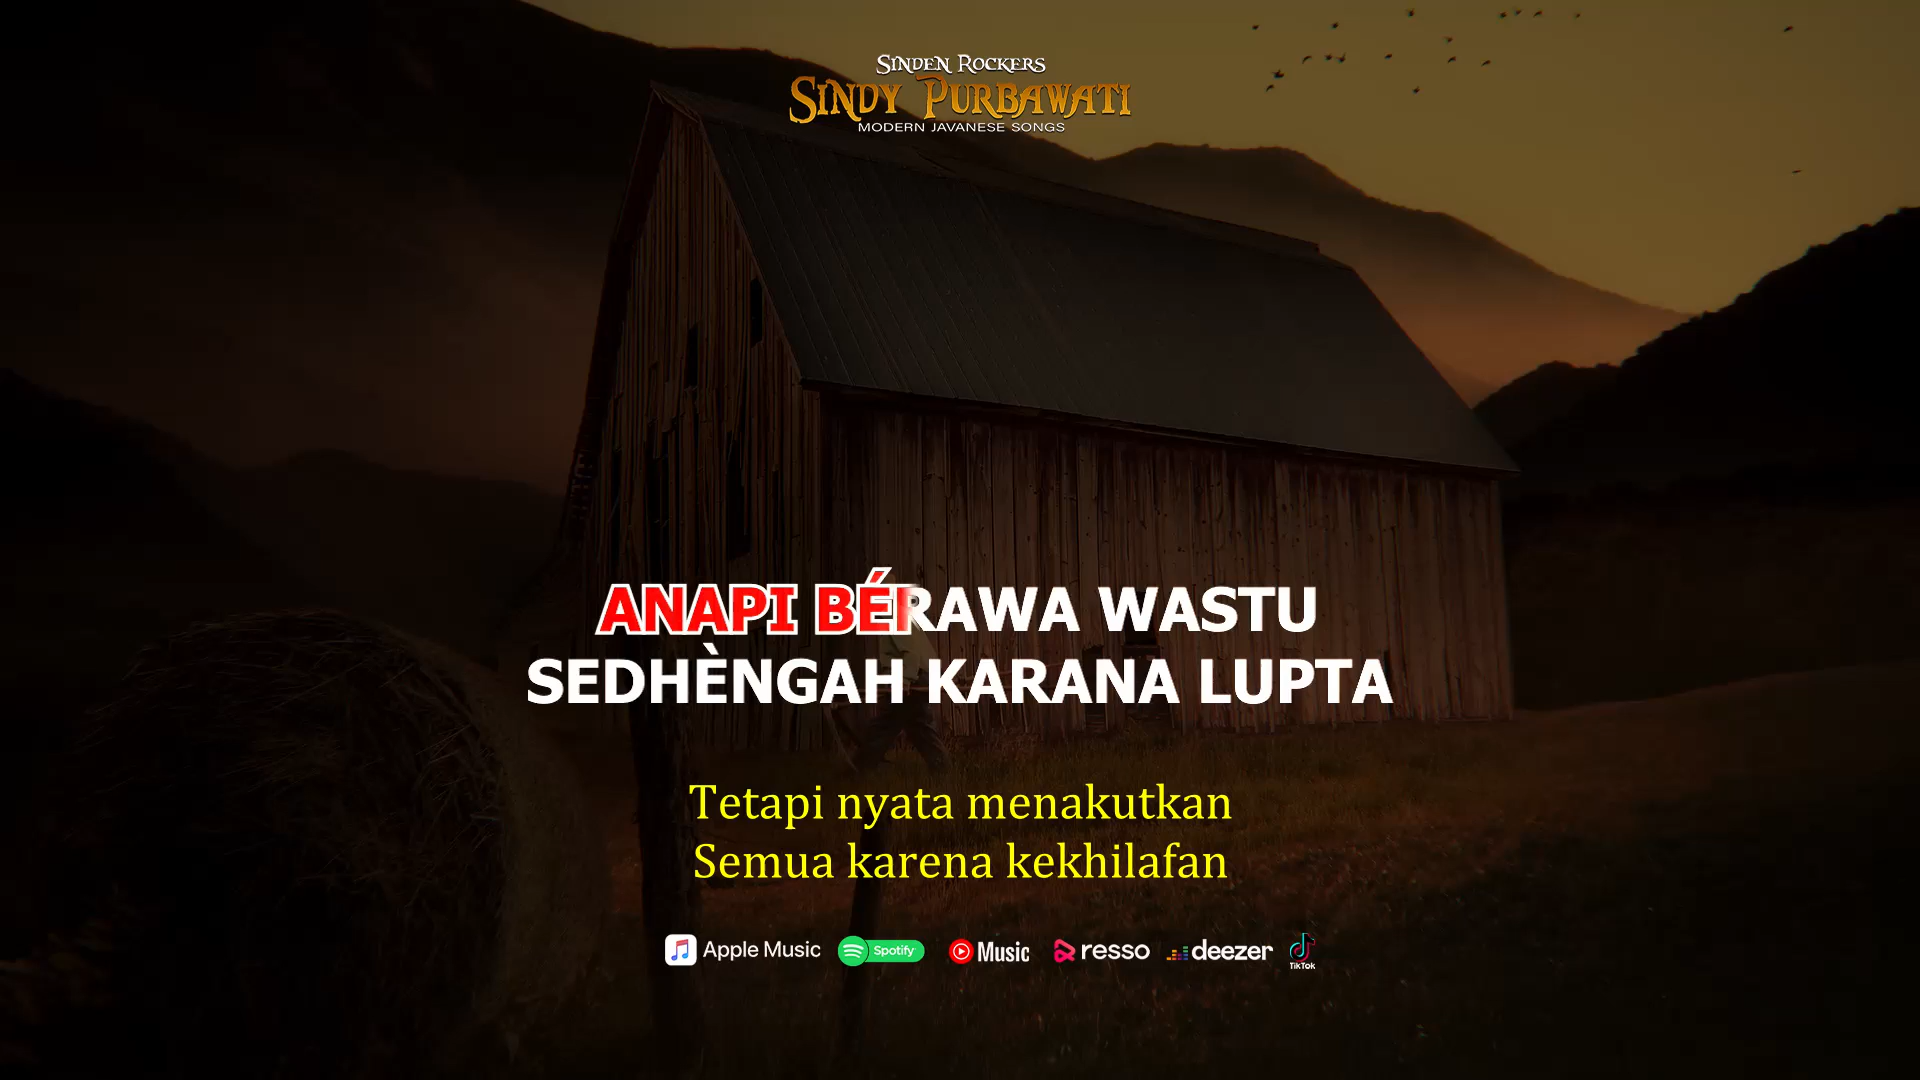 SINDEN ROCKERS
SINDY PURBAWATI
MODERN JAVANESE SONGS
ANAPI BÉRAWA WASTU
SEDHÈNGAH KARANA LUPTA
Tetapi nyata menakutkan
Semua karena kekhilafan
Apple Music Spotify Music resso deezer TikTok